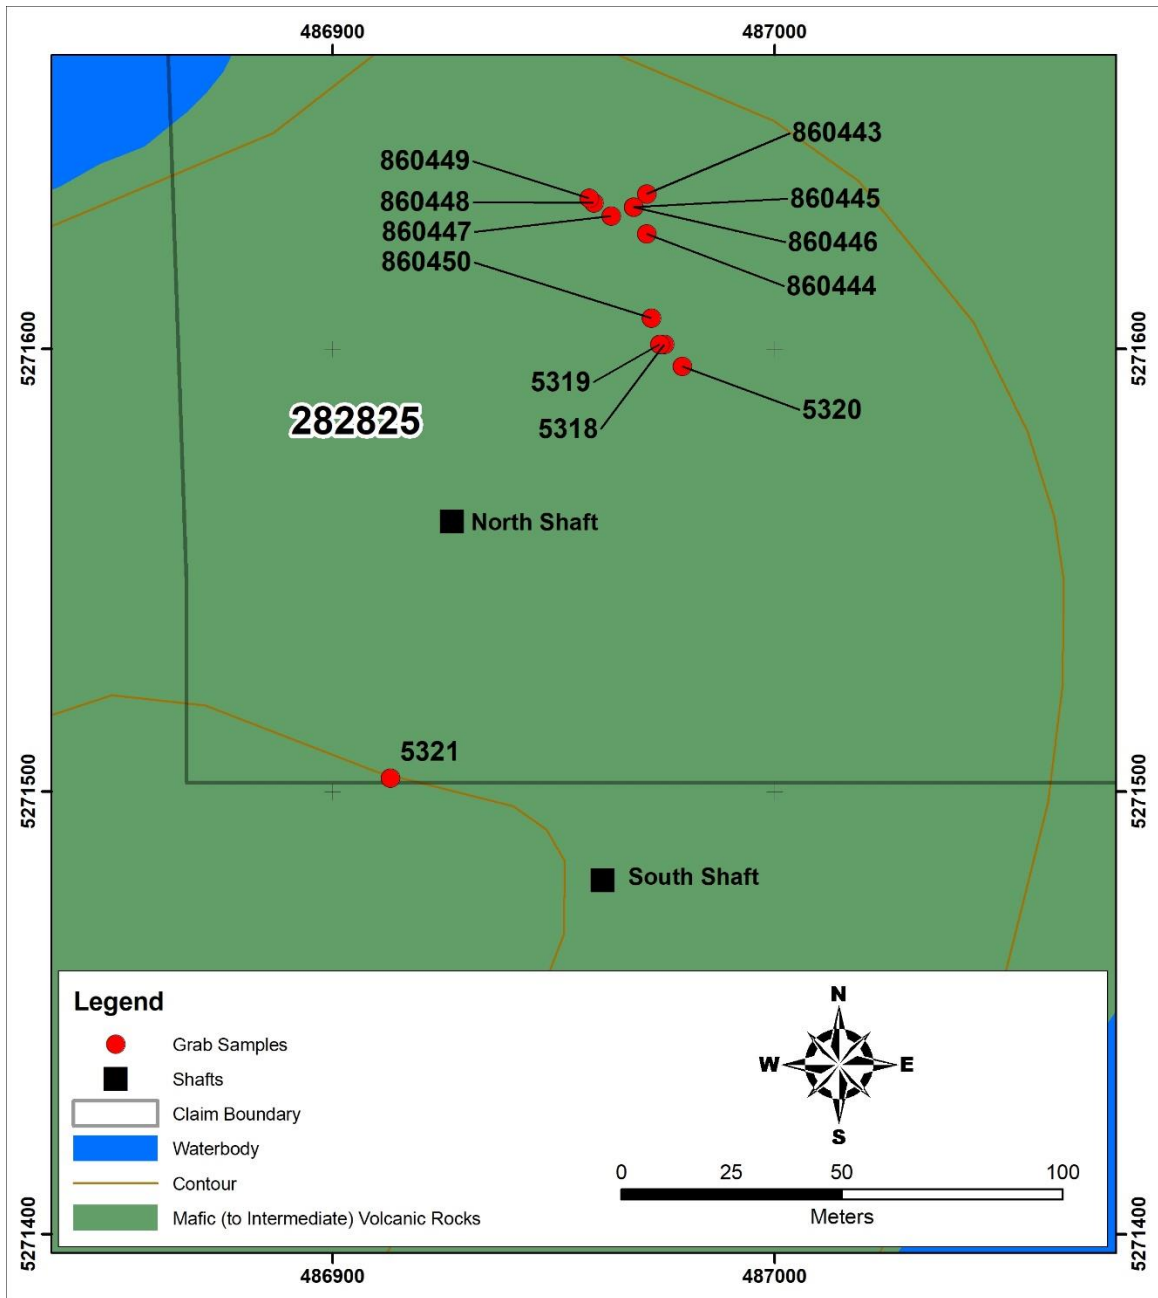 486900
487000
860443
860449
860448
860445
860447
860446
860450
860444
5271600
5271600
5319
5320
5318
282825
North Shaft
5321
5271500
5271500
South Shaft
Legend
Grab Samples
Shafts
Claim Boundary
Waterbody
Contour
Mafic (to Intermediate) Volcanic Rocks
N
W
E
S
0 25 50 100
Meters
5271400
5271400
486900
487000